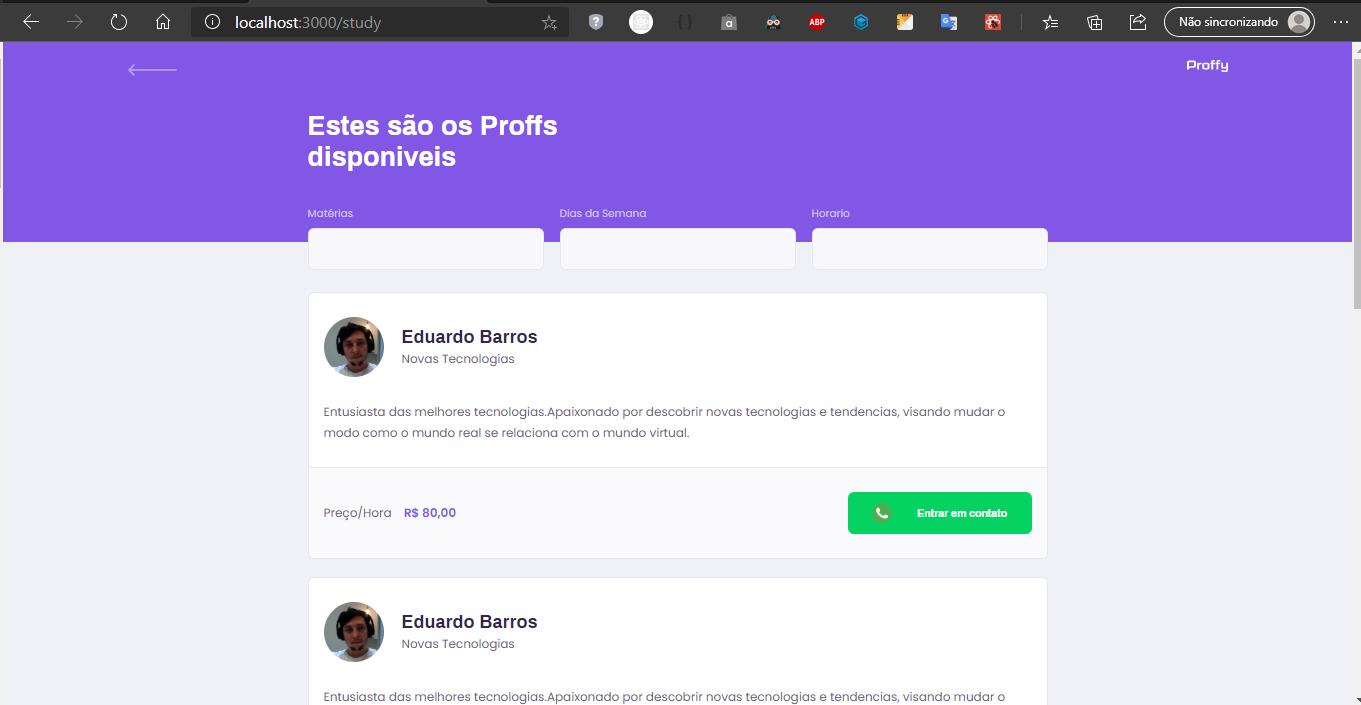 localhost:3000/study
ABP
Não sincronizando
Proffy
Estes são os Proffs
disponiveis
Matérias
Dias da Semana
Horario
Eduardo Barros
Novas Tecnologias
Entusiasta das melhores tecnologias.Apaixonado por descobrir novas tecnologias e tendencias, visando mudar o
modo como o mundo real se relaciona com o mundo virtual.
Preço/Hora R$ 80,00
Entrar em contato
Eduardo Barros
Novas Tecnologias
Entusiasta das melhores tecnologias.Apaixonado por descobrir novas tecnologias e tendencias, visando mudar o